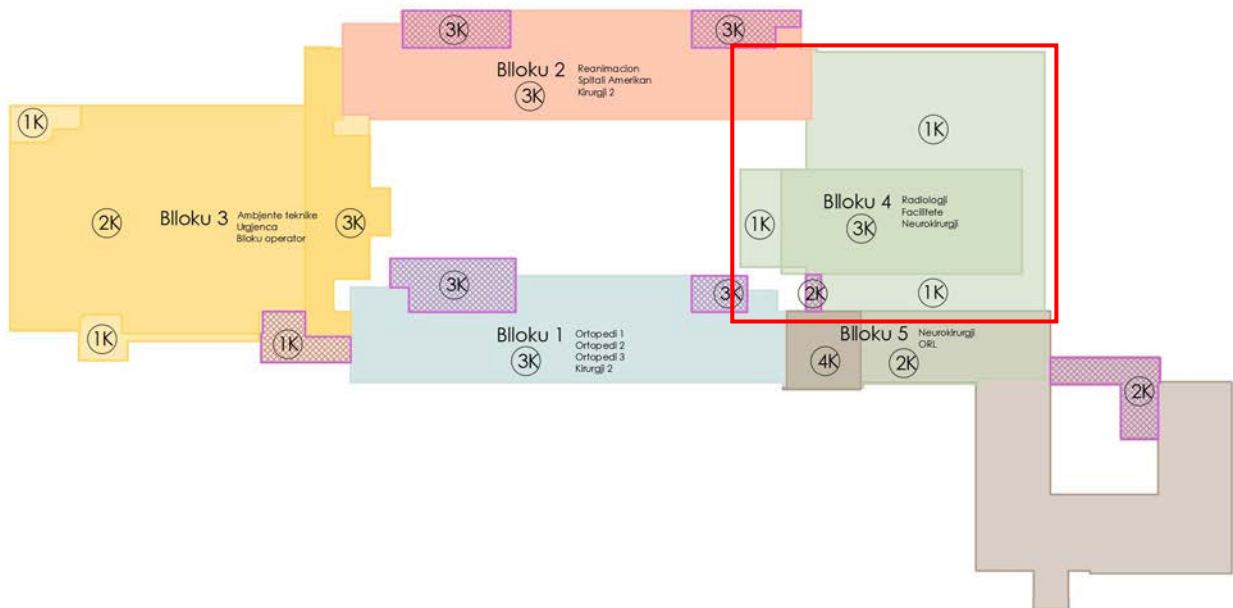 3K
3K
Blloku 2
Reanimacion
Spitali Amerikan
Kirurgji 2
3K
1K
1K
Blloku 3
Ambjente teknike
Urgjenca
Blloku operator
2K
3K
1K
Blloku 4
Radiologji
Facilitete
Neurokirurgji
3K
1K
3K
3K
2K
1K
1K
1K
Blloku 1
Ortopedi 1
Ortopedi 2
Ortopedi 3
Kirurgji 2
3K
Blloku 5
Neurokirurgji
ORL
4K
2K
2K